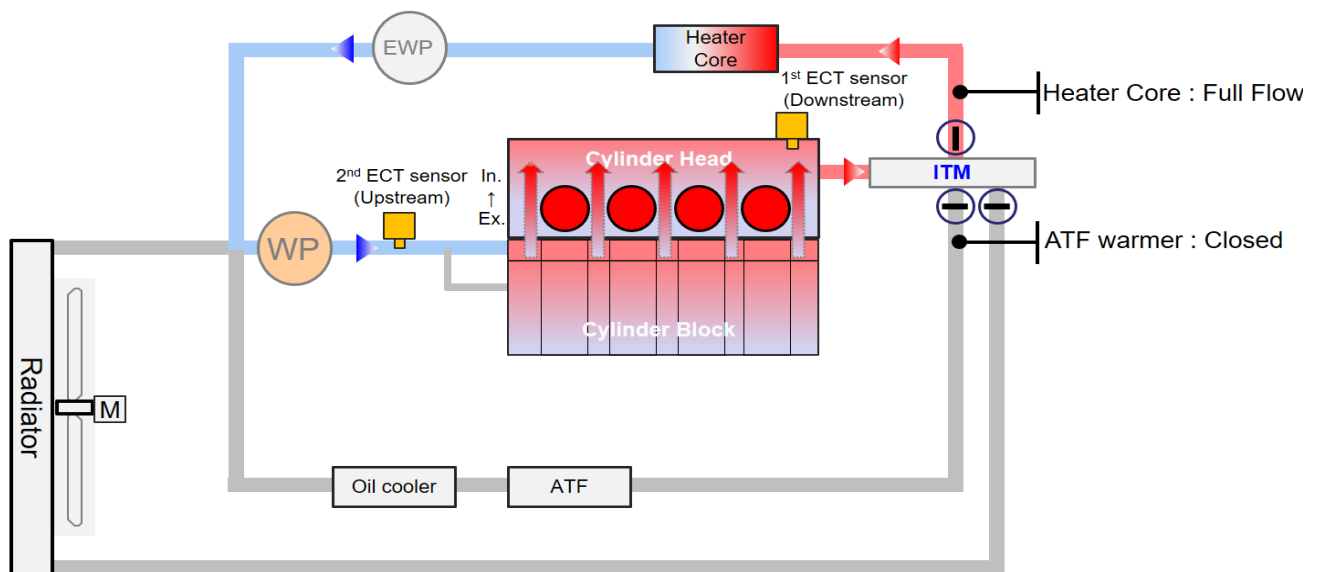 EWP
Heater
Core
1st ECT sensor
(Downstream)
Heater Core : Full Flow
Cylinder Head
ITM
2nd ECT sensor
(Upstream)
In.
↑
Ex.
WP
ATF warmer : Closed
Cylinder Block
Radiator
M
Oil cooler
ATF